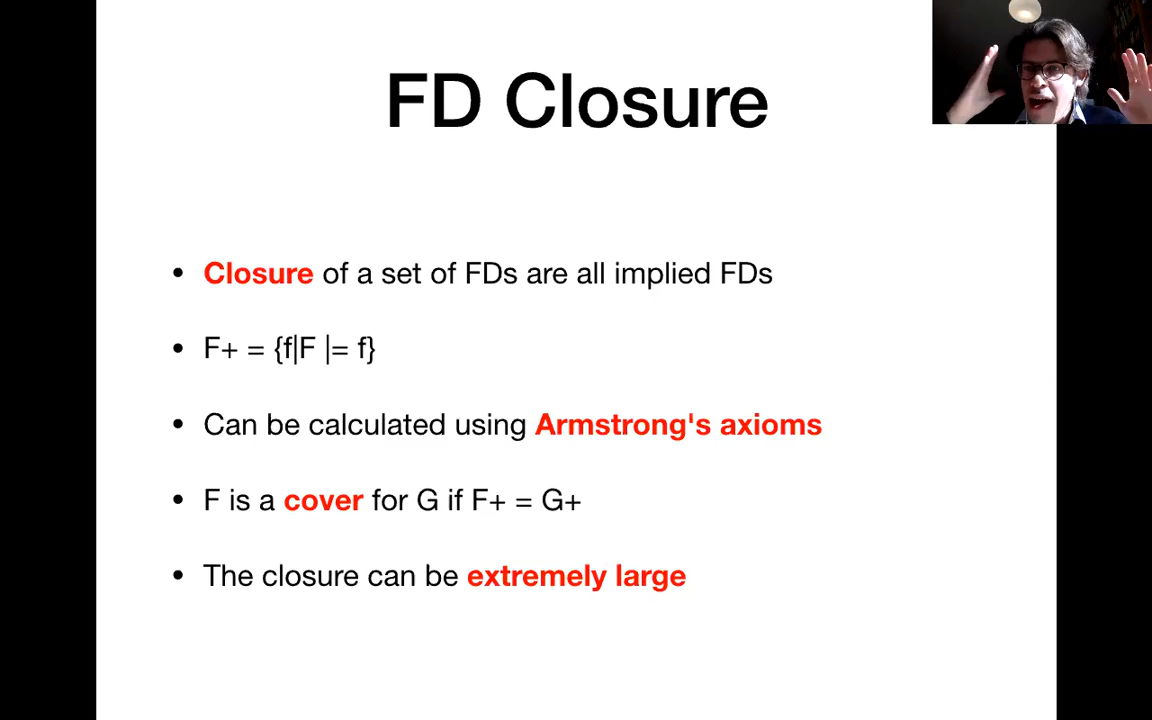 FD Closure
• Closure of a set of FDs are all implied FDs
• F+ = {f|F |= f}
• Can be calculated using Armstrong's axioms
• F is a cover for G if F+ = G+
• The closure can be extremely large